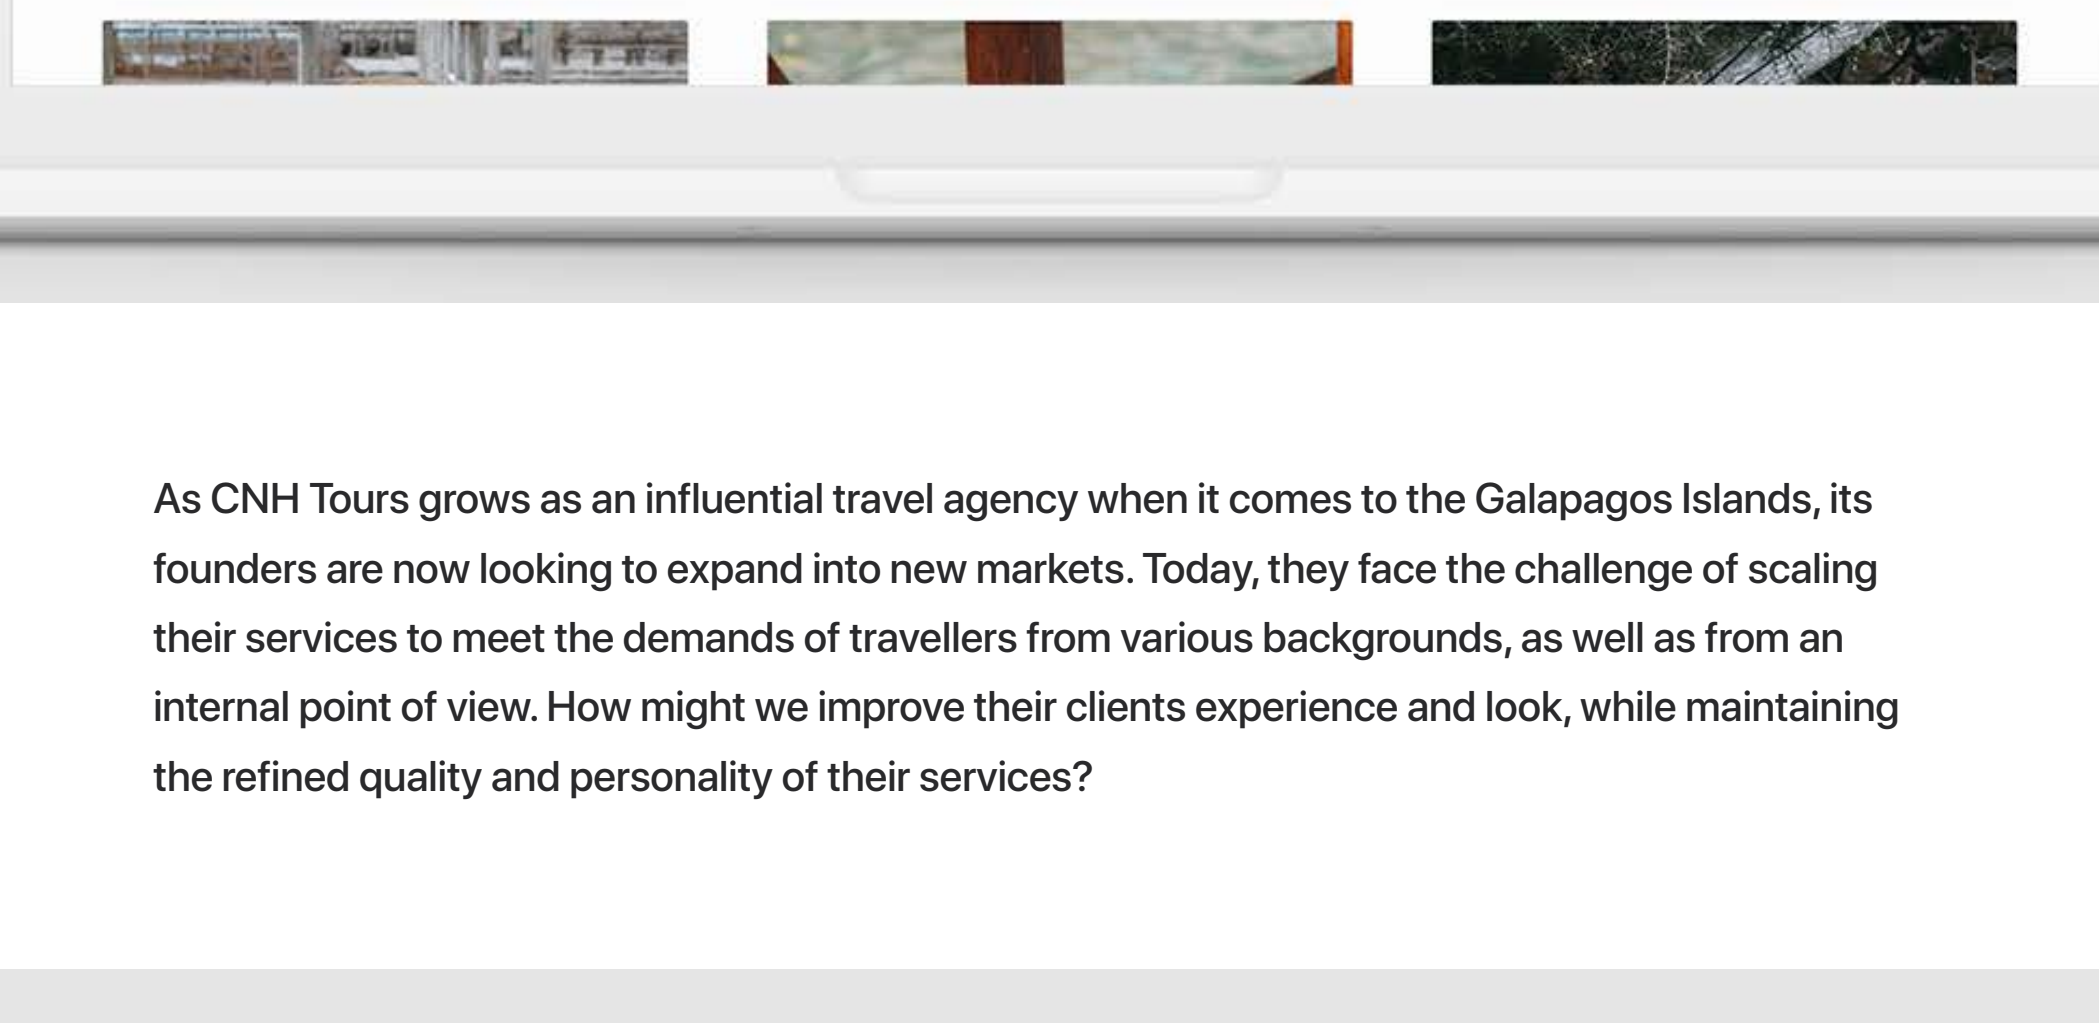 As CNH Tours grows as an influential travel agency when it comes to the Galapagos Islands, its
founders are now looking to expand into new markets. Today, they face the challenge of scaling
their services to meet the demands of travellers from various backgrounds, as well as from an
internal point of view. How might we improve their clients experience and look, while maintaining
the refined quality and personality of their services?